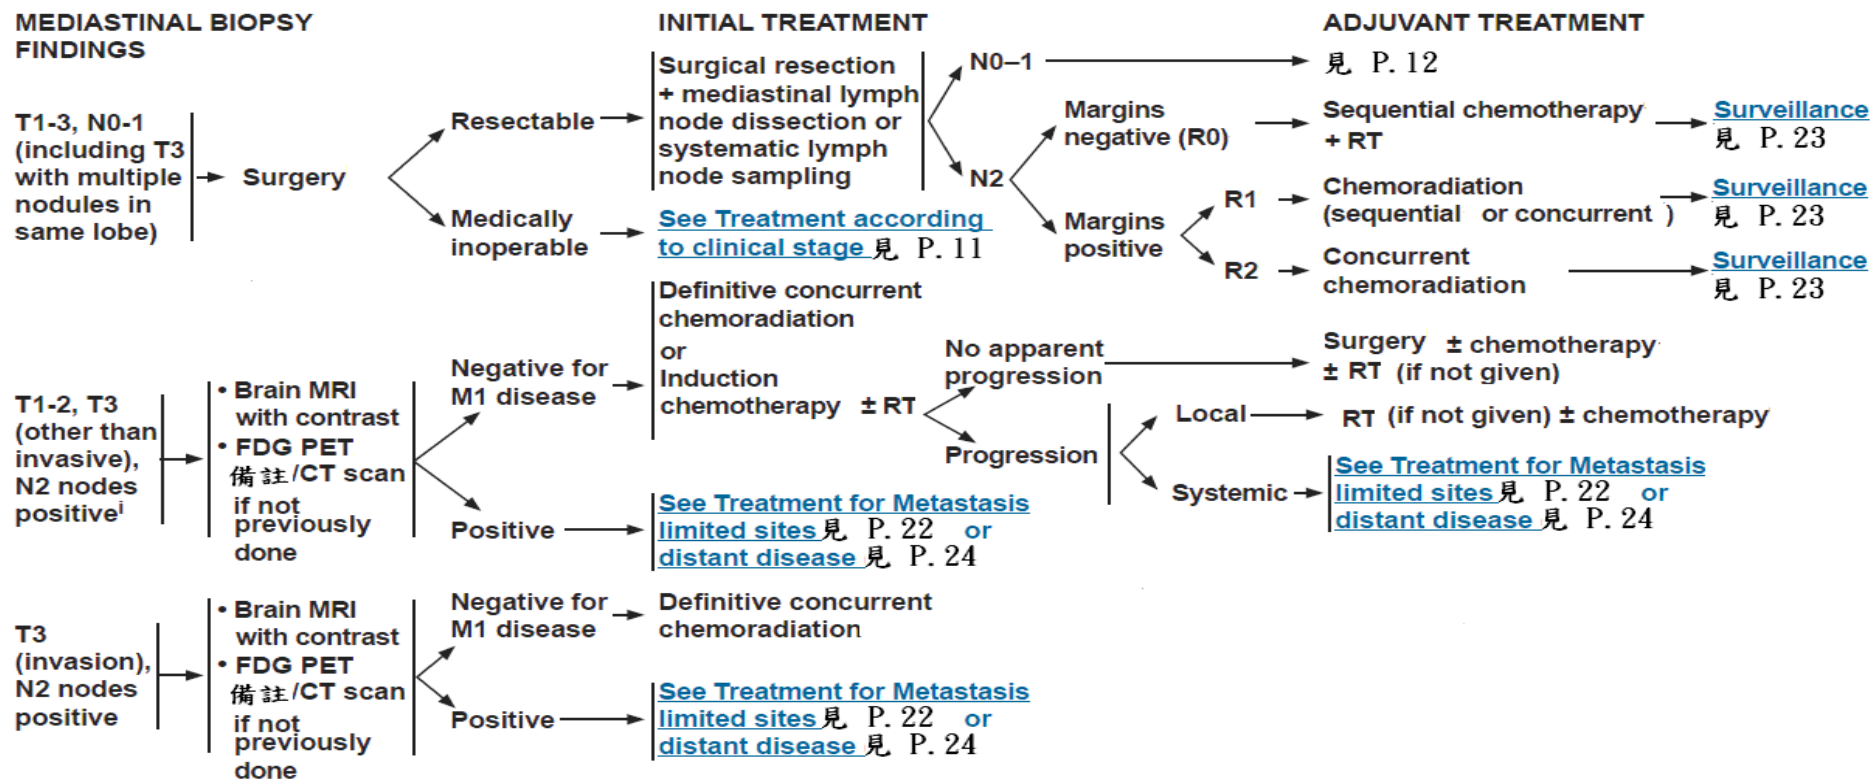 MEDIASTINAL BIOPSY
FINDINGS
INITIAL TREATMENT
ADJUVANT TREATMENT
T1-3, N0-1
(including T3
with multiple
nodules in
same lobe)
Surgery
Resectable
Medically
inoperable
Surgical resection
+ mediastinal lymph
node dissection or
systematic lymph
node sampling
See Treatment according
to clinical stage 見 P. 11
N0–1
N2
見 P. 12
Margins
negative (R0)
Sequential chemotherapy
+ RT
Surveillance
見 P. 23
Margins
positive
R1
Chemoradiation
(sequential or concurrent )
Surveillance
見 P. 23
R2
Concurrent
chemoradiation
Surveillance
見 P. 23
T1-2, T3
(other than
invasive),
N2 nodes
positiveⁱ
• Brain MRI
with contrast
• FDG PET
備註/CT scan
if not
previously
done
Negative for
M1 disease
Definitive concurrent
chemoradiation
or
Induction
chemotherapy ± RT
No apparent
progression
Surgery ± chemotherapy
± RT (if not given)
Progression
Local
RT (if not given) ± chemotherapy
Systemic
See Treatment for Metastasis
limited sites 見 P. 22 or
distant disease 見 P. 24
Positive
See Treatment for Metastasis
limited sites 見 P. 22 or
distant disease 見 P. 24
T3
(invasion),
N2 nodes
positive
• Brain MRI
with contrast
• FDG PET
備註/CT scan
if not
previously
done
Negative for
M1 disease
Definitive concurrent
chemoradiation
Positive
See Treatment for Metastasis
limited sites 見 P. 22 or
distant disease 見 P. 24